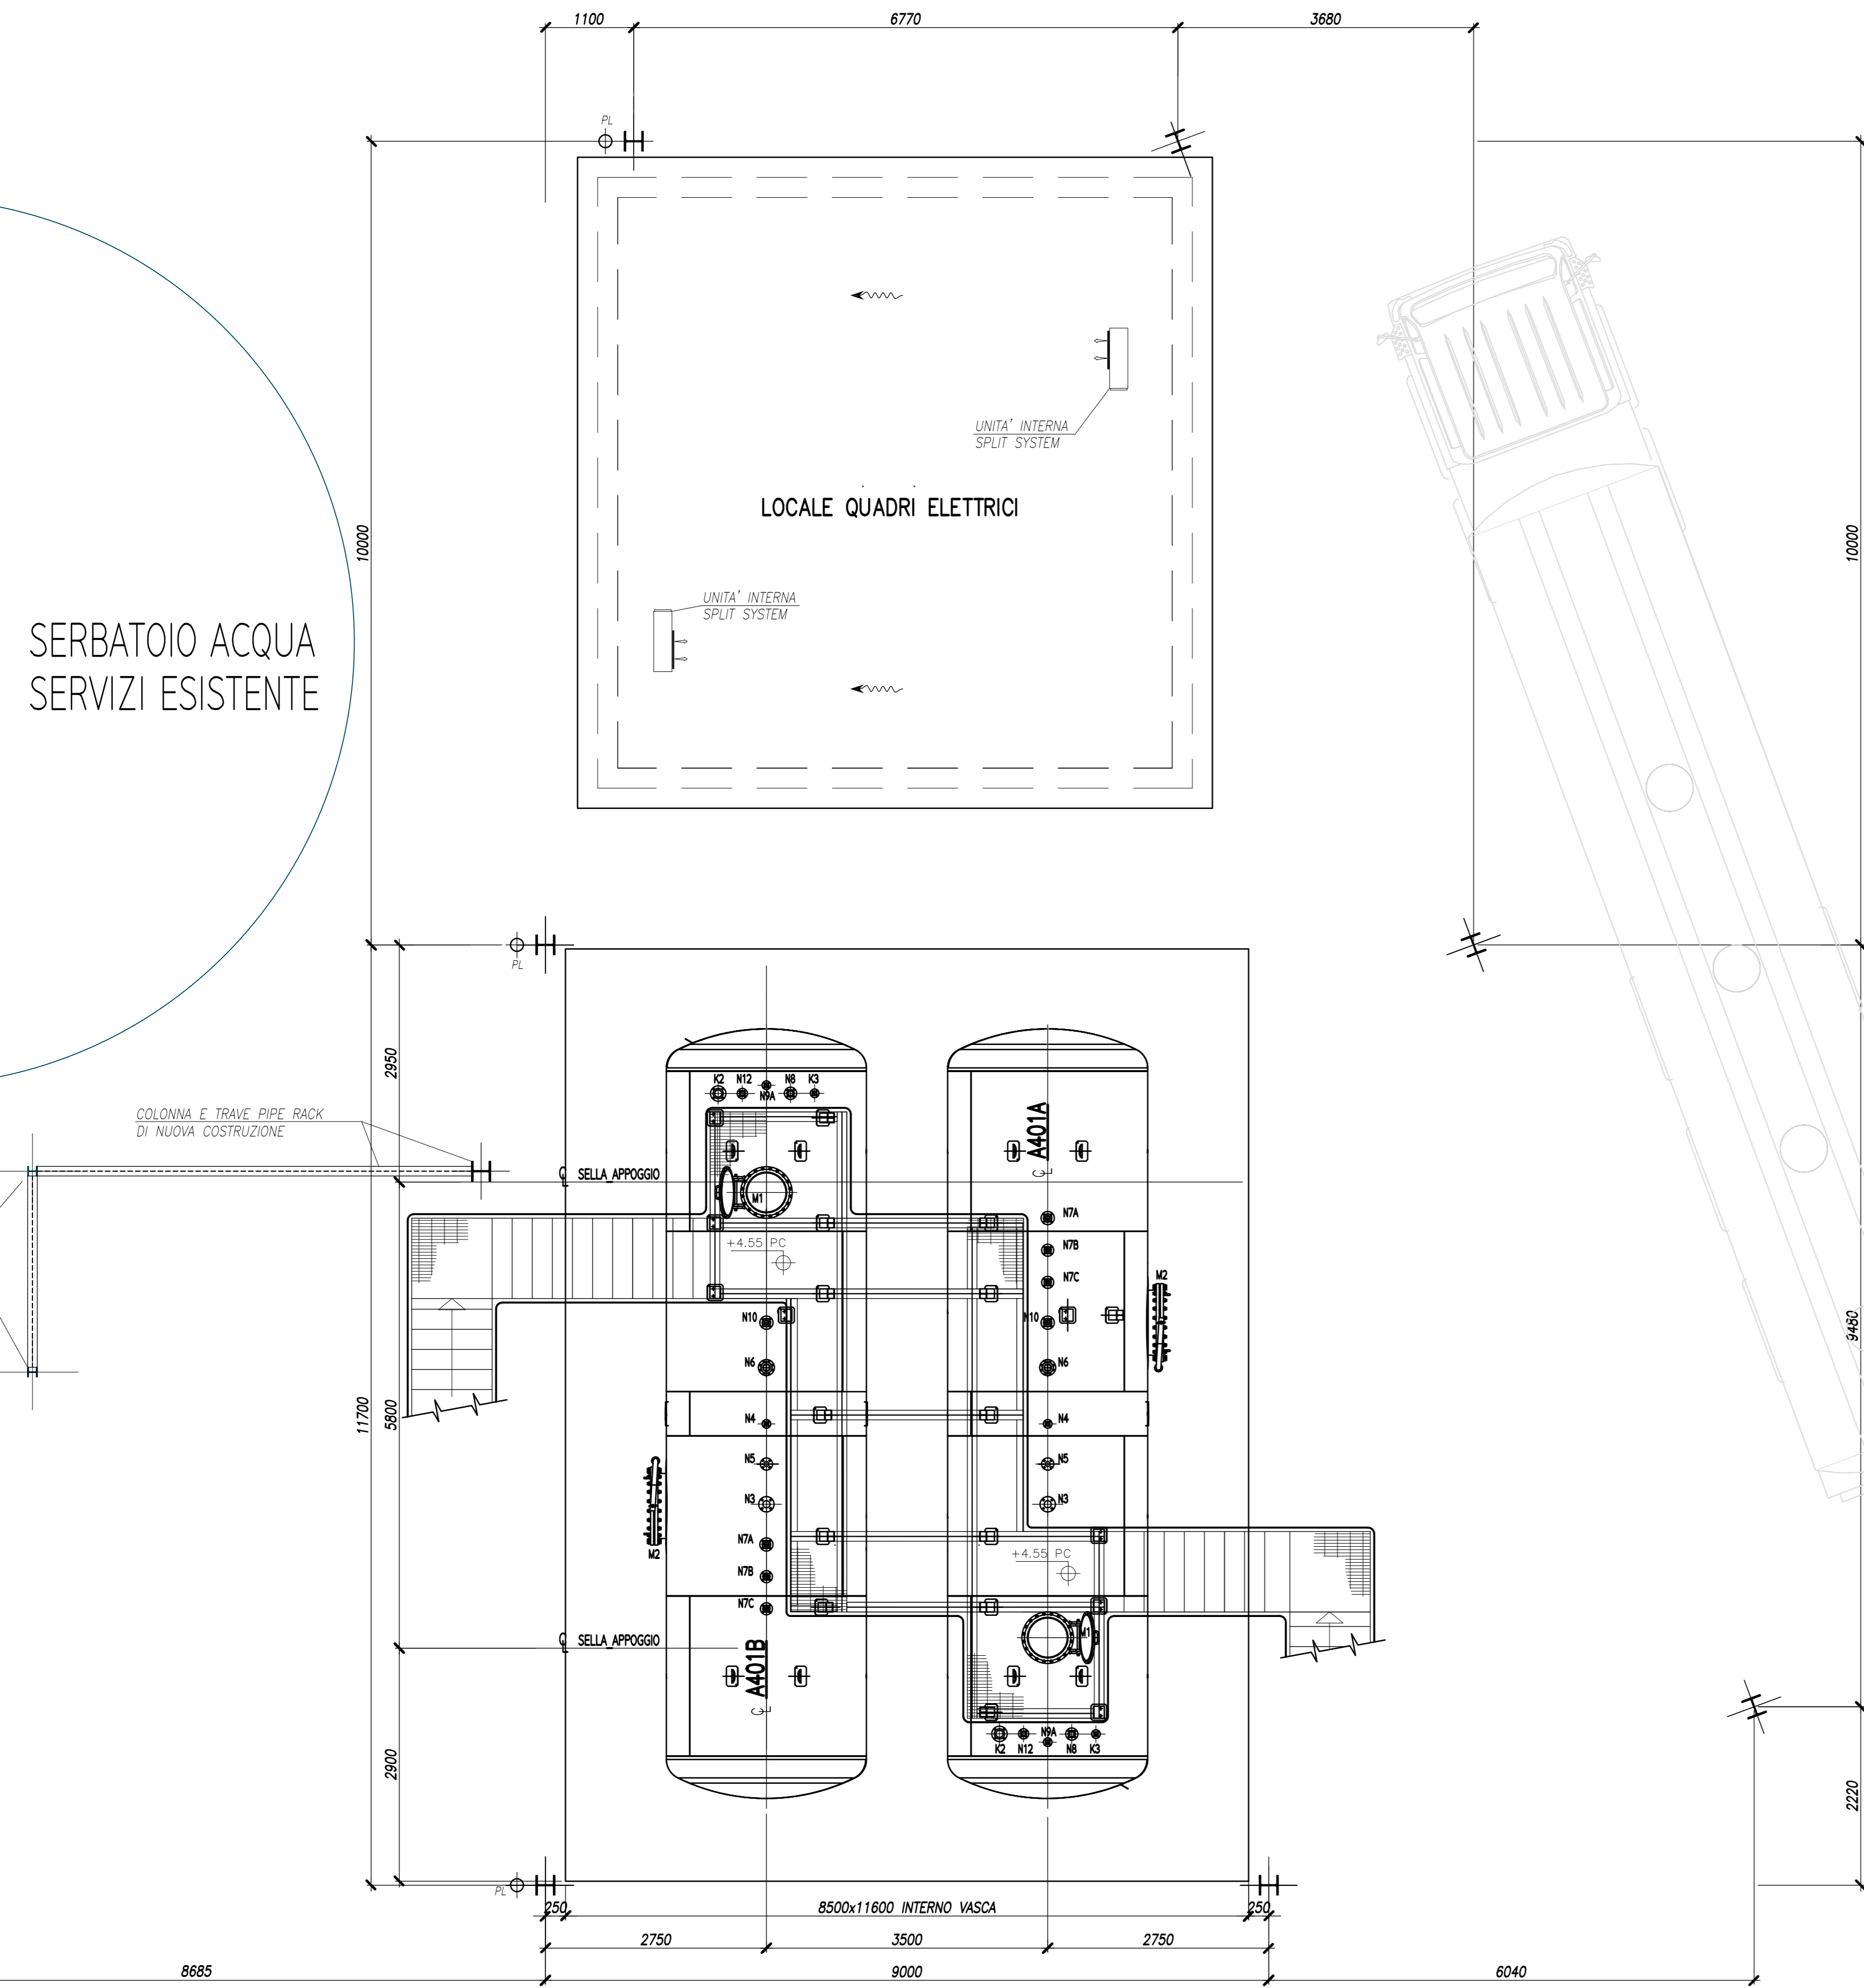 1100
6770
3680
PL
10000
10000
UNITA' INTERNA
SPLIT SYSTEM
LOCALE QUADRI ELETTRICI
UNITA' INTERNA
SPLIT SYSTEM
SERBATOIO ACQUA
SERVIZI ESISTENTE
PL
2950
K2
N12
N9A
N8
K3
A401A
COLONNA E TRAVE PIPE RACK
DI NUOVA COSTRUZIONE
SELLA APPOGGIO
M1
N7A
+4.55 PC
N7B
N7C
M2
N10
N10
9480
N6
N6
11700
5800
N4
N4
N5
N5
N3
N3
N7A
M2
+4.55 PC
N7B
N7C
M1
SELLA APPOGGIO
A401B
K2
N12
N9A
N8
K3
2900
2220
PL
250
8500x11600 INTERNO VASCA
250
2750
3500
2750
8685
9000
6040